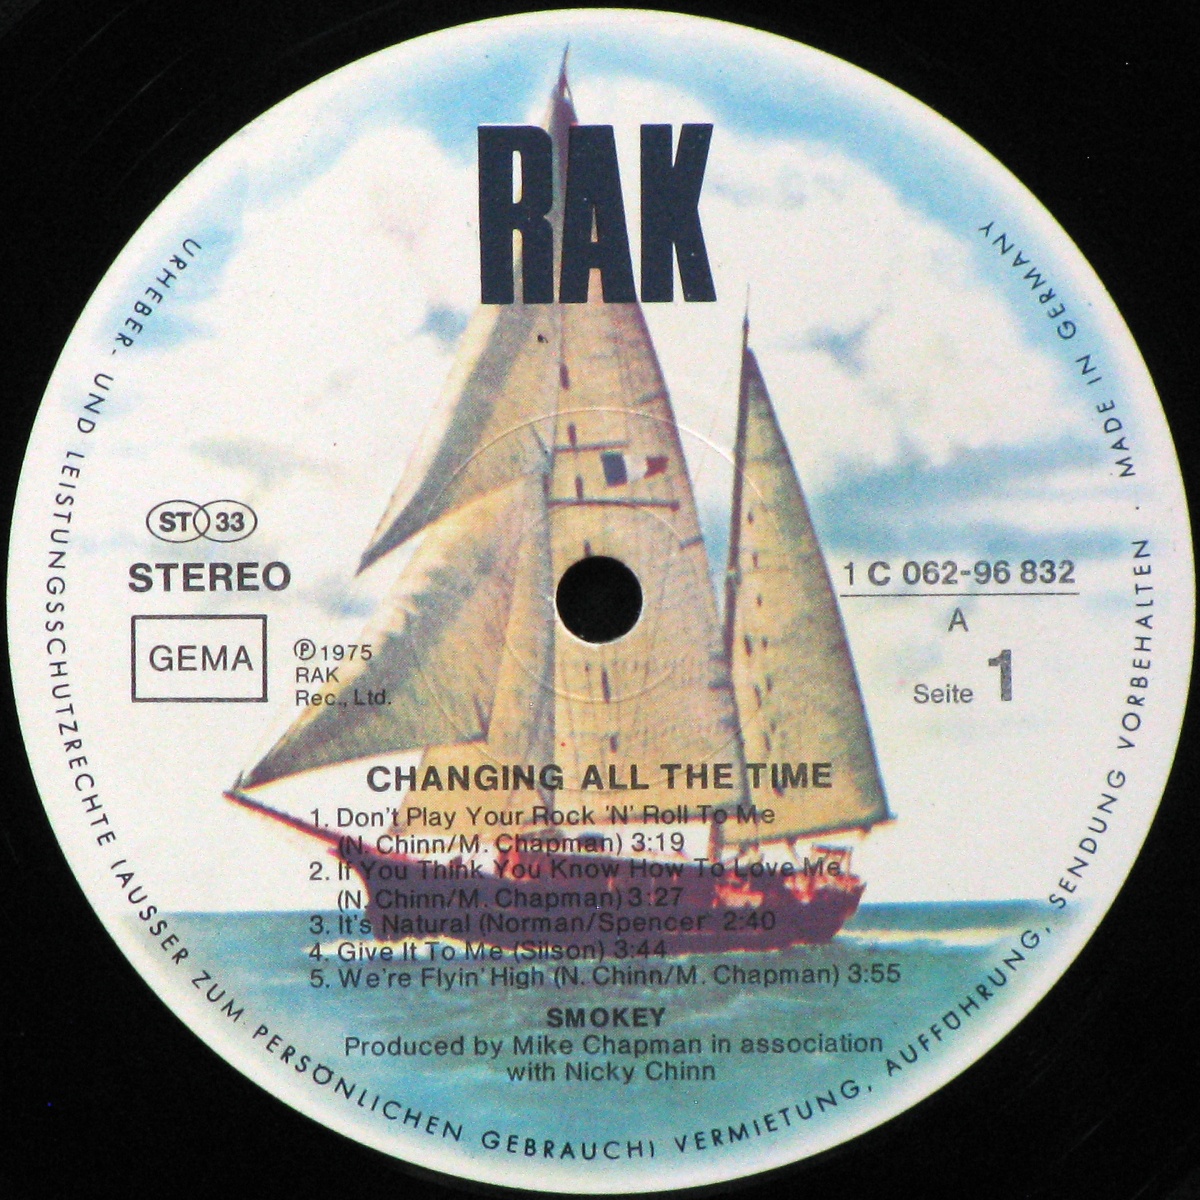 RAK
ST 33
STEREO
GEMA
Ⓟ 1975
RAK
Rec., Ltd.
1 C 062-96 832
A
Seite 1
CHANGING ALL THE TIME
1. Don't Play Your Rock 'N' Roll To Me
(N. Chinn/M. Chapman) 3:19
2. If You Think You Know How To Love Me
(N. Chinn/M. Chapman) 3:27
3. It's Natural (Norman/Spencer 2:40
4. Give It To Me (Silson) 3:44
5. We're Flyin' High (N. Chinn/M. Chapman) 3:55
SMOKEY
Produced by Mike Chapman in association
with Nicky Chinn
URHEBER- UND LEISTUNGSSCHUTZRECHTE (AUSSER ZUM PERSÖNLICHEN GEBRAUCH) VERMIETUNG, AUFFÜHRUNG, SENDUNG VORBEHALTEN · MADE IN GERMANY